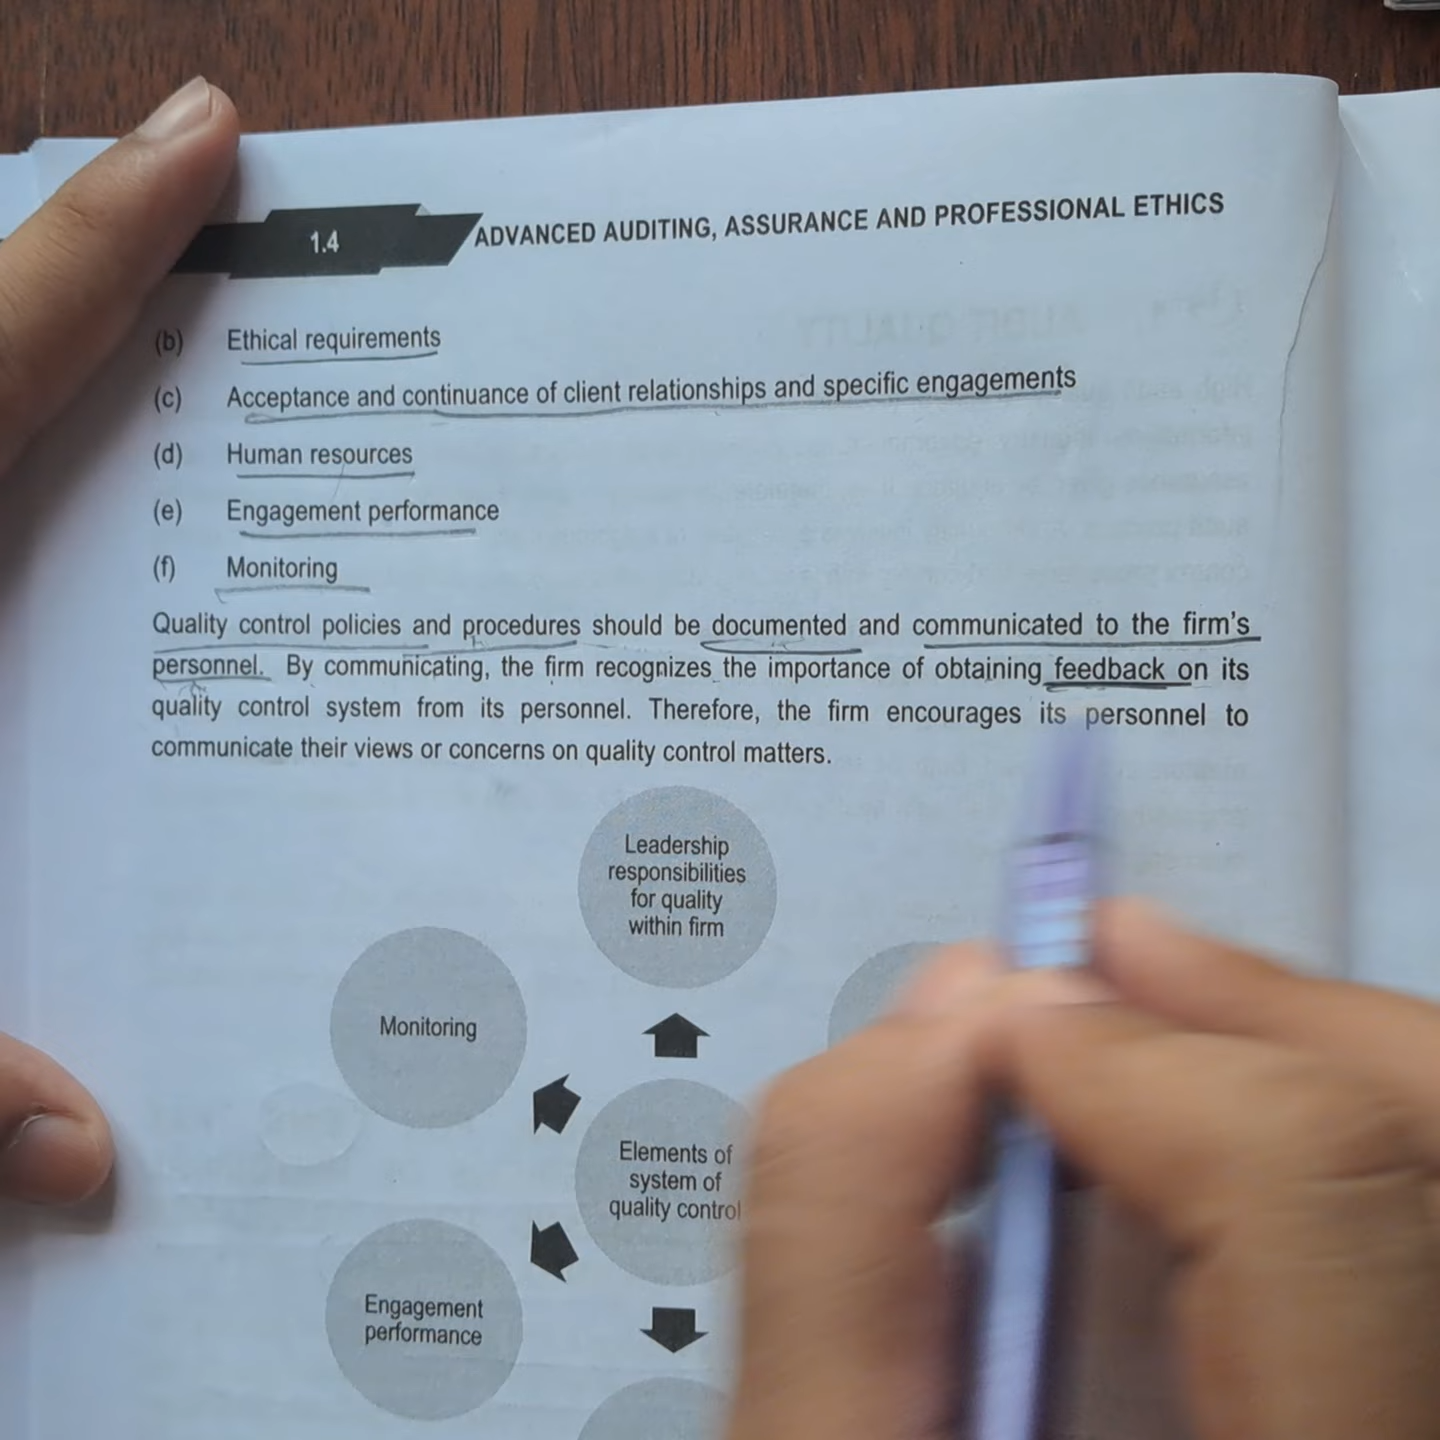 1.4
ADVANCED AUDITING, ASSURANCE AND PROFESSIONAL ETHICS
(b) Ethical requirements
(c) Acceptance and continuance of client relationships and specific engagements
(d) Human resources
(e) Engagement performance
(f) Monitoring
Quality control policies and procedures should be documented and communicated to the firm's
personnel. By communicating, the firm recognizes the importance of obtaining feedback on its
quality control system from its personnel. Therefore, the firm encourages its personnel to
communicate their views or concerns on quality control matters.
Leadership
responsibilities
for quality
within firm
Monitoring
Elements of
system of
quality control
Engagement
performance